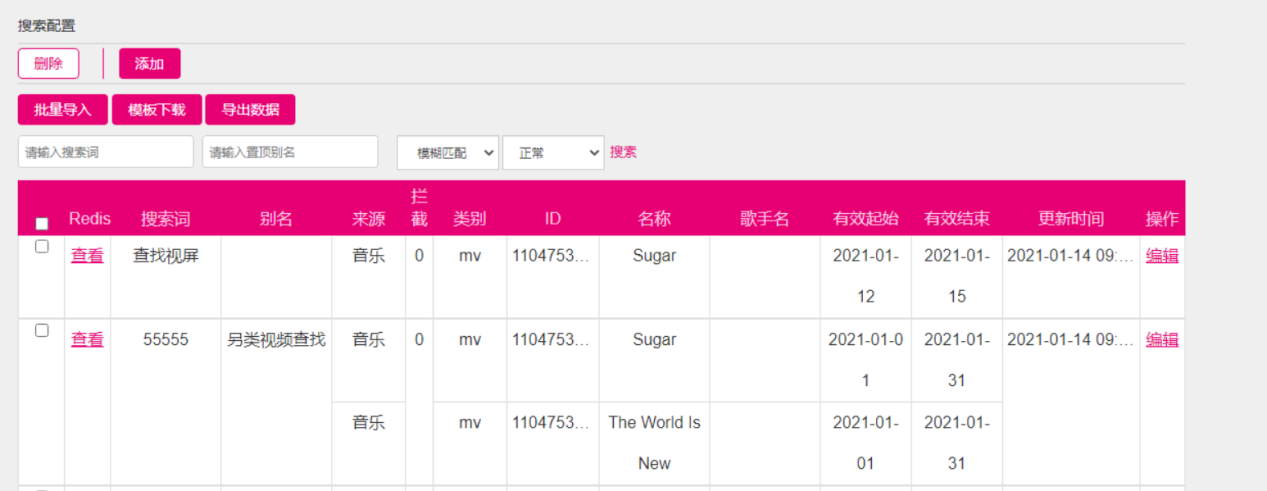 搜索配置
删除 添加
批量导入 模板下载 导出数据
请输入搜索词 请输入置顶别名 模糊匹配 正常 搜索
Redis 搜索词 别名 来源 拦截 类别 ID 名称 歌手名 有效起始 有效结束 更新时间 操作
查看 查找视屏 音乐 0 mv 1104753... Sugar 2021-01- 2021-01- 2021-01-14 09:... 编辑
12 15
查看 55555 另类视频查找 音乐 0 mv 1104753... Sugar 2021-01-0 2021-01- 2021-01-14 09:... 编辑
1 31
音乐 mv 1104753... The World Is 2021-01- 2021-01-
New 01 31